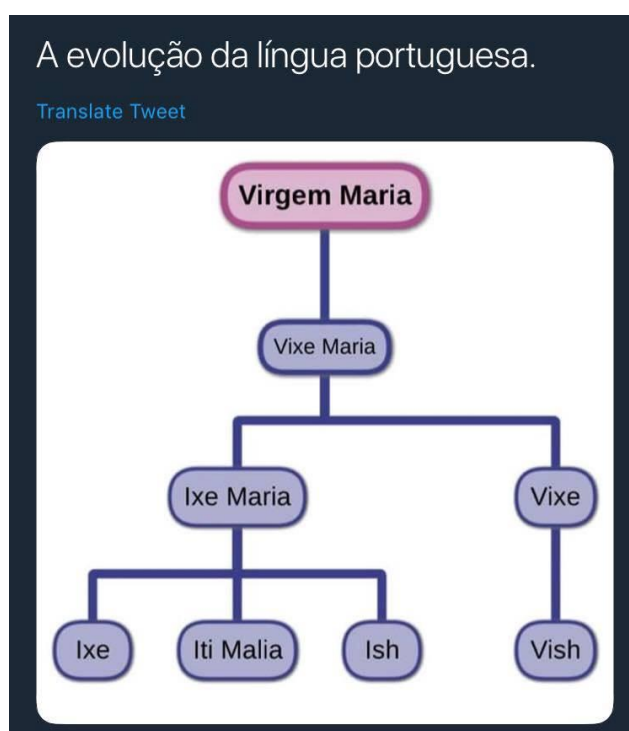 A evolução da língua portuguesa.
Translate Tweet
Virgem Maria
Vixe Maria
Ixe Maria
Vixe
Ixe
Iti Malia
Ish
Vish